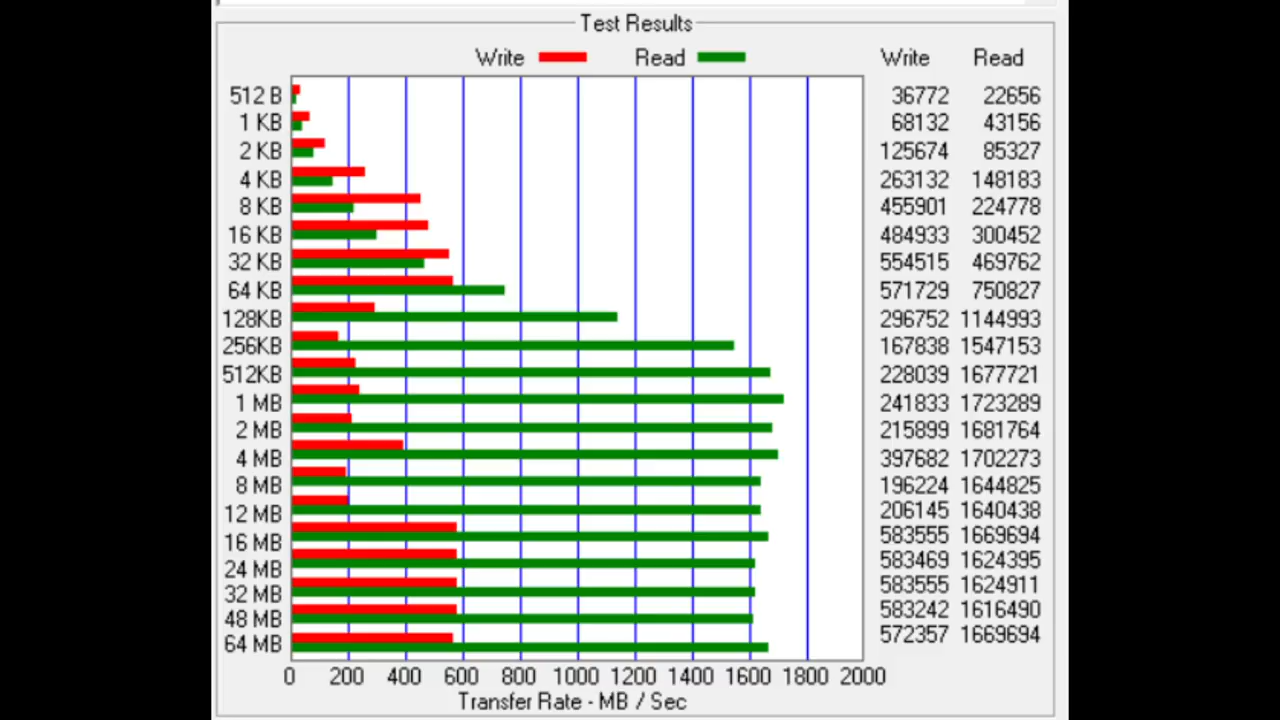 Test Results
Write Read Write Read
512 B 36772 22656
1 KB 68132 43156
2 KB 125674 85327
4 KB 263132 148183
8 KB 455901 224778
16 KB 484933 300452
32 KB 554515 469762
64 KB 571729 750827
128KB 296752 1144993
256KB 167838 1547153
512KB 228039 1677721
1 MB 241833 1723289
2 MB 215899 1681764
4 MB 397682 1702273
8 MB 196224 1644825
12 MB 206145 1640438
16 MB 583555 1669694
24 MB 583469 1624395
32 MB 583555 1624911
48 MB 583242 1616490
64 MB 572357 1669694
0 200 400 600 800 1000 1200 1400 1600 1800 2000
Transfer Rate - MB / Sec